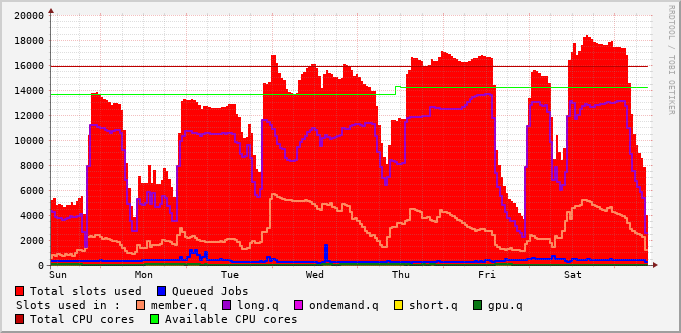 20000
18000
16000
14000
12000
10000
8000
6000
4000
2000
0
Sun Mon Tue Wed Thu Fri Sat
Total slots used Queued Jobs
Slots used in : member.q long.q ondemand.q short.q gpu.q
Total CPU cores Available CPU cores
RRDTOOL / TOBI OETIKER